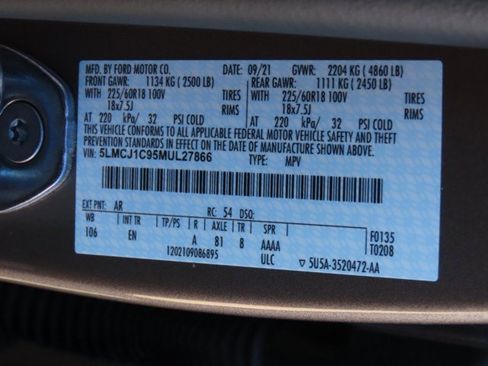 MFD. BY FORD MOTOR CO. DATE: 09/21 GVWR: 2204 KG ( 4860 LB)
FRONT GAWR: 1134 KG ( 2500 LB) REAR GAWR: 1111 KG ( 2450 LB)
WITH 225/60R18 100V TIRES WITH 225/60R18 100V TIRES
18x7.5J RIMS 18x7.5J RIMS
AT 220 kPa/ 32 PSI COLD AT 220 kPa/ 32 PSI COLD
THIS VEHICLE CONFORMS TO ALL APPLICABLE FEDERAL MOTOR VEHICLE SAFETY AND THEFT
PREVENTION STANDARDS IN EFFECT ON THE DATE OF MANUFACTURE SHOWN ABOVE.
VIN: 5LMCJ1C95MUL27866 TYPE: MPV
EXT PNT: AR RC: 54 DSO:
WB INT TR TP/PS R AXLE TR SPR F0135
106 EN A 81 8 AAAA T0208
1202109086895 ULC ▽ 5U5A-3520472-AA